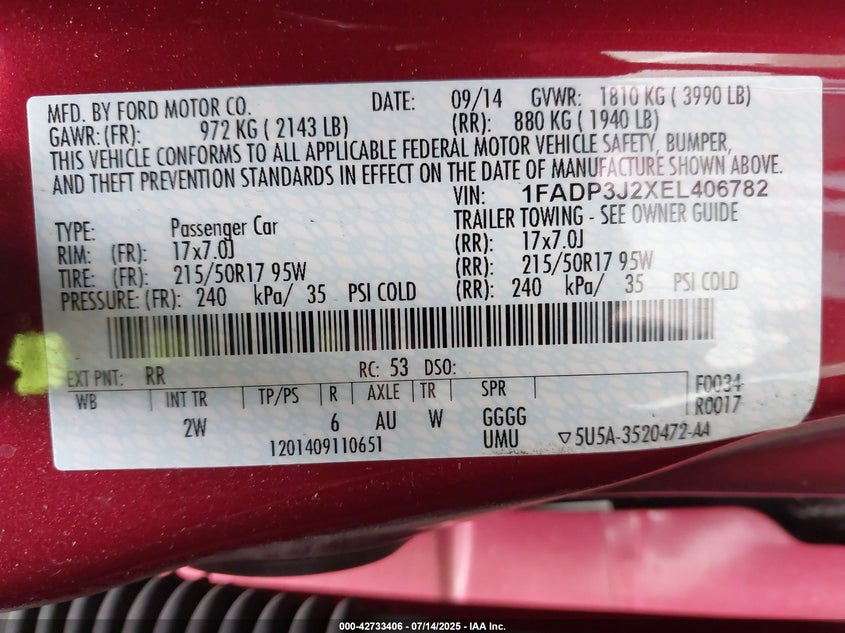 MFD. BY FORD MOTOR CO. DATE: 09/14 GVWR: 1810 KG ( 3990 LB)
GAWR: (FR): 972 KG ( 2143 LB) (RR): 880 KG ( 1940 LB)
THIS VEHICLE CONFORMS TO ALL APPLICABLE FEDERAL MOTOR VEHICLE SAFETY, BUMPER,
AND THEFT PREVENTION STANDARDS IN EFFECT ON THE DATE OF MANUFACTURE SHOWN ABOVE.
VIN: 1FADP3J2XEL406782
TYPE: Passenger Car TRAILER TOWING - SEE OWNER GUIDE
RIM: (FR): 17x7.0J (RR): 17x7.0J
TIRE: (FR): 215/50R17 95W (RR): 215/50R17 95W
PRESSURE: (FR): 240 kPa/ 35 PSI COLD (RR): 240 kPa/ 35 PSI COLD
EXT PNT: RR RC: 53 DSO:
WB INT TR TP/PS R AXLE TR SPR F0034
2W 6 AU W GGGG R0017
1201409110651 UMU 5U5A-3520472-AA
000-42733406 - 07/14/2025 - IAA Inc.